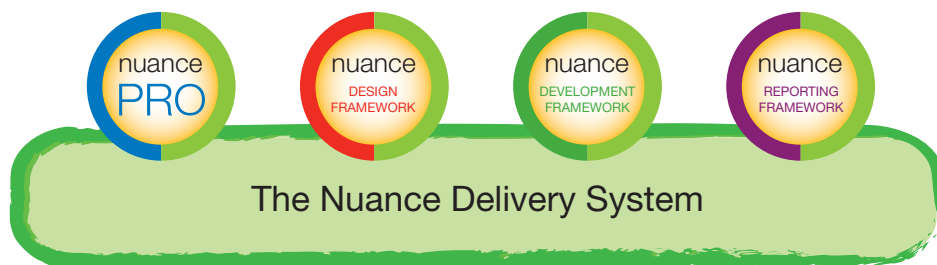 nuance
PRO
nuance
DESIGN
FRAMEWORK
nuance
DEVELOPMENT
FRAMEWORK
nuance
REPORTING
FRAMEWORK
The Nuance Delivery System